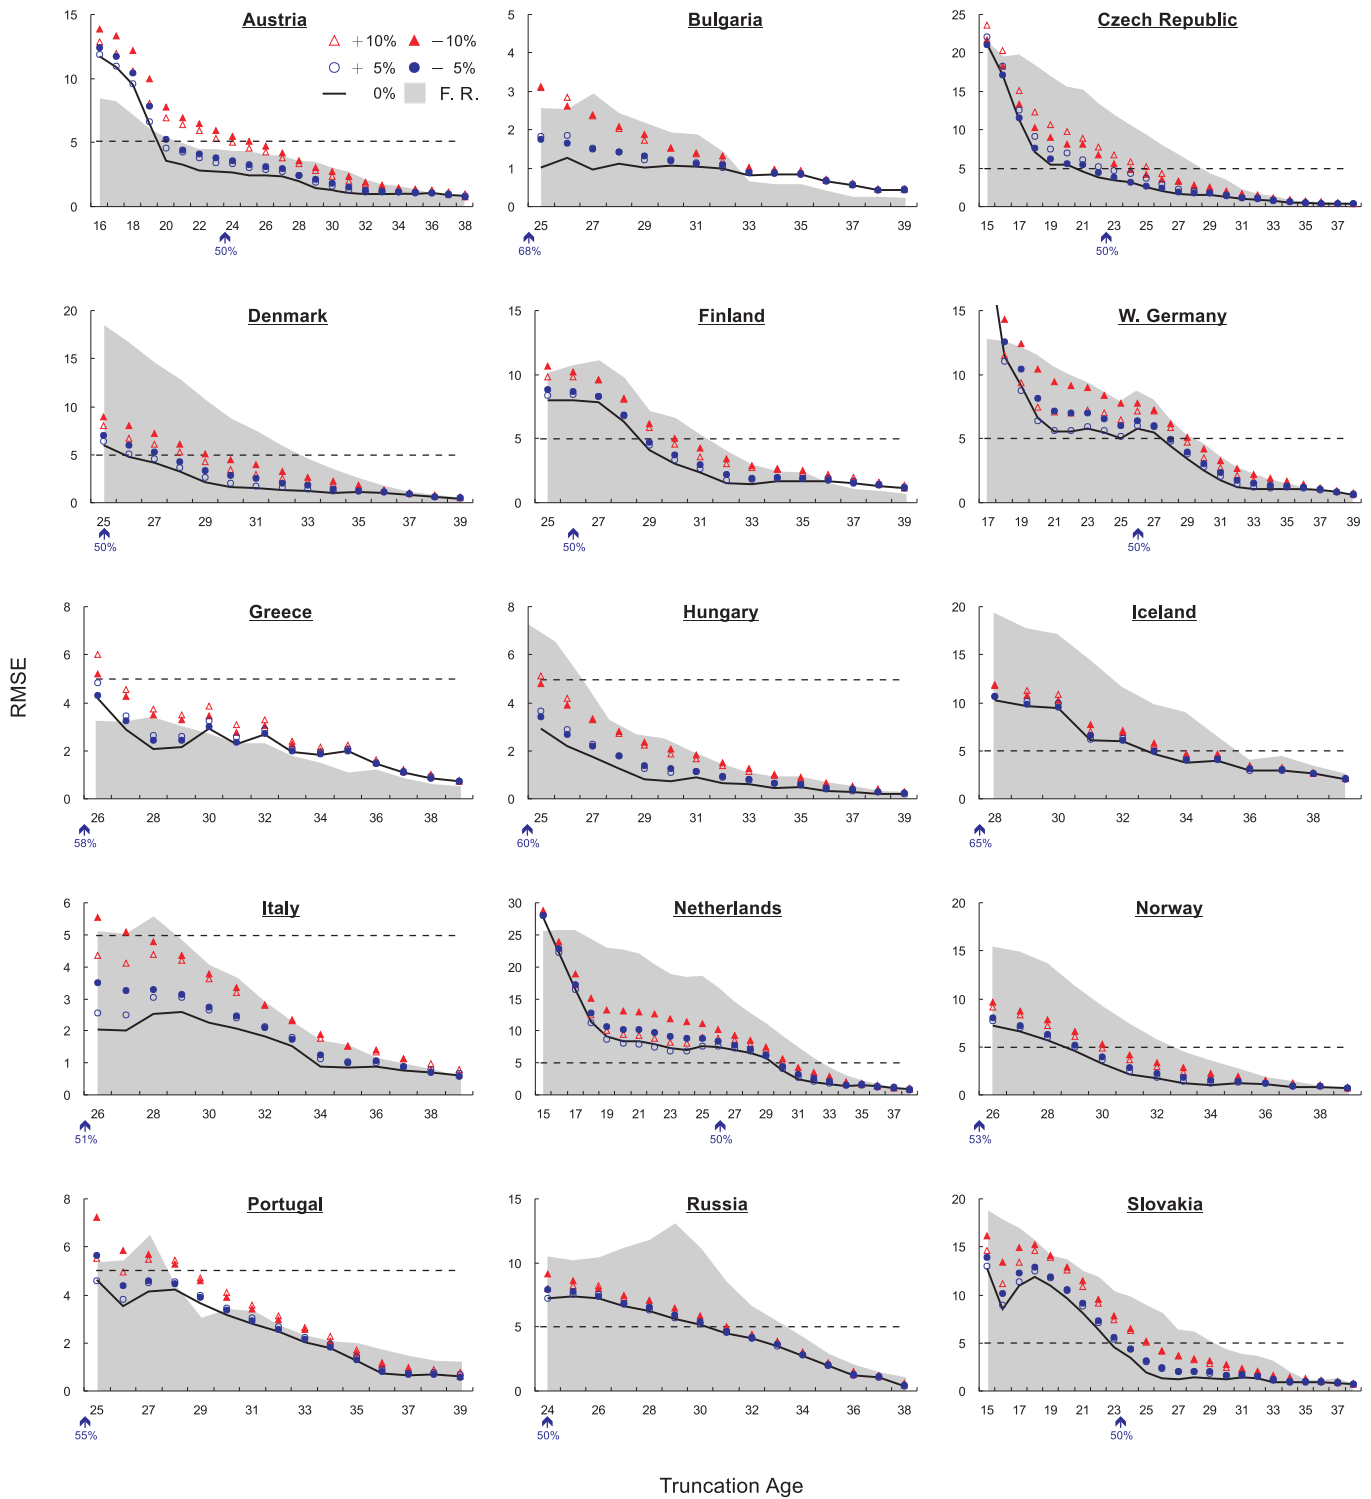 Austria
Bulgaria
Czech Republic
+ 10% − 10%
+ 5% − 5%
0% F. R.
15 10 5 0
16 18 20 22 24 26 28 30 32 34 36 38
50%
5 4 3 2 1 0
25 27 29 31 33 35 37 39
68%
25 20 15 10 5 0
15 17 19 21 23 25 27 29 31 33 35 37
50%
Denmark
Finland
W. Germany
20 15 10 5 0
25 27 29 31 33 35 37 39
50%
15 10 5 0
25 27 29 31 33 35 37 39
50%
15 10 5 0
17 19 21 23 25 27 29 31 33 35 37 39
50%
Greece
Hungary
Iceland
8 6 4 2 0
26 28 30 32 34 36 38
58%
8 6 4 2 0
25 27 29 31 33 35 37 39
60%
20 15 10 5 0
28 30 32 34 36 38
65%
RMSE
Italy
Netherlands
Norway
6 5 4 3 2 1 0
26 28 30 32 34 36 38
51%
30 25 20 15 10 5 0
15 17 19 21 23 25 27 29 31 33 35 37
50%
20 15 10 5 0
26 28 30 32 34 36 38
53%
Portugal
Russia
Slovakia
8 6 4 2 0
25 27 29 31 33 35 37 39
55%
15 10 5 0
24 26 28 30 32 34 36 38
50%
20 15 10 5 0
15 17 19 21 23 25 27 29 31 33 35 37
50%
Truncation Age